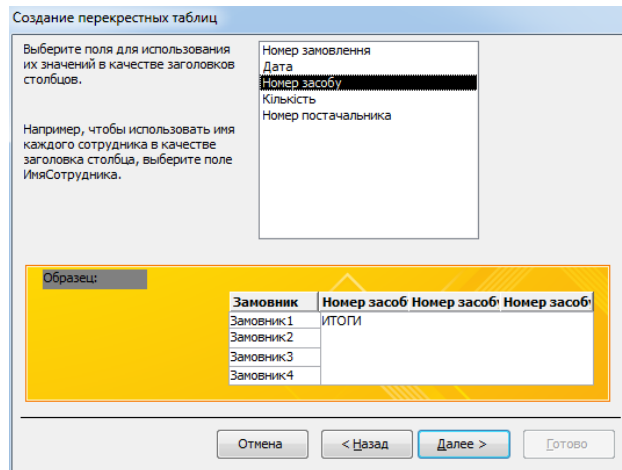 Создание перекрестных таблиц
Выберите поля для использования
их значений в качестве заголовков
столбцов.
Например, чтобы использовать имя
каждого сотрудника в качестве
заголовка столбца, выберите поле
ИмяСотрудника.
Номер замовлення
Дата
Номер засобу
Кількість
Номер постачальника
Образец:
Замовник Номер засоб Номер засоб Номер засоб
Замовник1 ИТОГИ
Замовник2
Замовник3
Замовник4
Отмена < Назад Далее > Готово